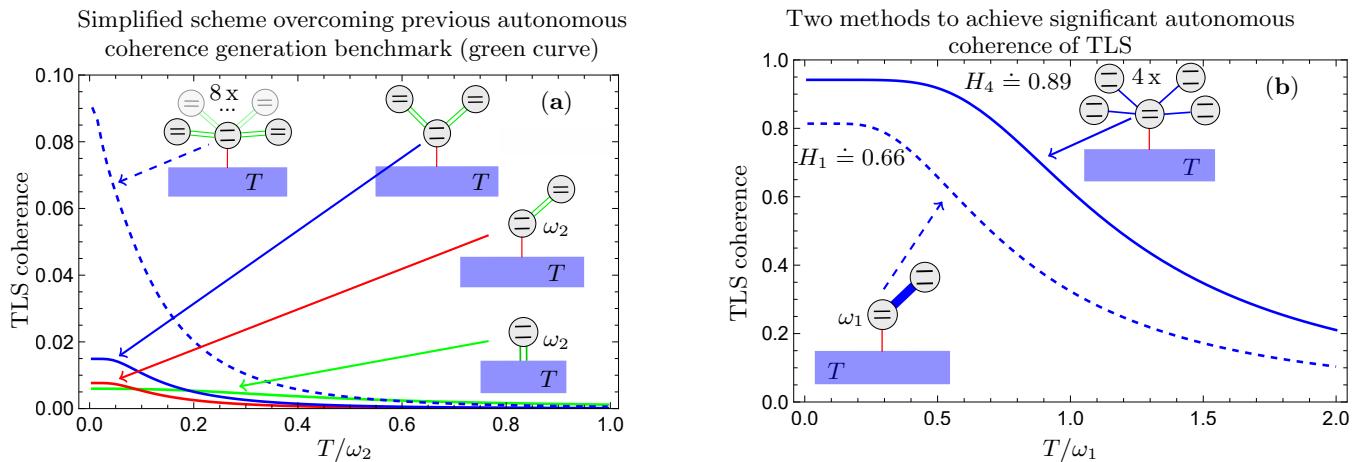 Simplified scheme overcoming previous autonomous
coherence generation benchmark (green curve)
TLS coherence
0.10
0.08
0.06
0.04
0.02
0.00
0.0 0.2 0.4 0.6 0.8 1.0
T/ω₂
8 x
...
T
T
(a)
ω₂
T
ω₂
T
Two methods to achieve significant autonomous
coherence of TLS
TLS coherence
1.0
0.8
0.6
0.4
0.2
0.0
0.0 0.5 1.0 1.5 2.0
T/ω₁
H₄ ≐ 0.89
4 x
(b)
T
H₁ ≐ 0.66
ω₁
T